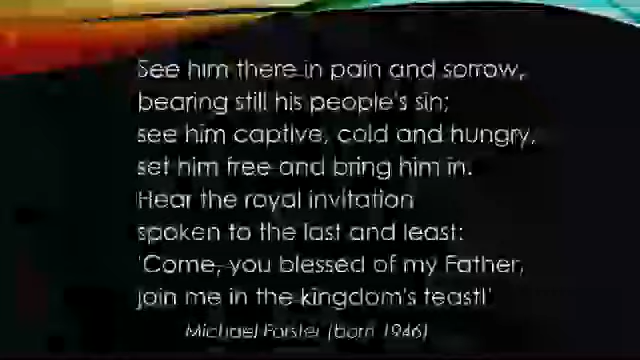 See him there in pain and sorrow,
bearing still his people's sin;
see him captive, cold and hungry,
set him free and bring him in.
Hear the royal invitation
spoken to the last and least:
'Come, you blessed of my Father,
join me in the kingdom's feast!'
Michael Forster (born 1946)